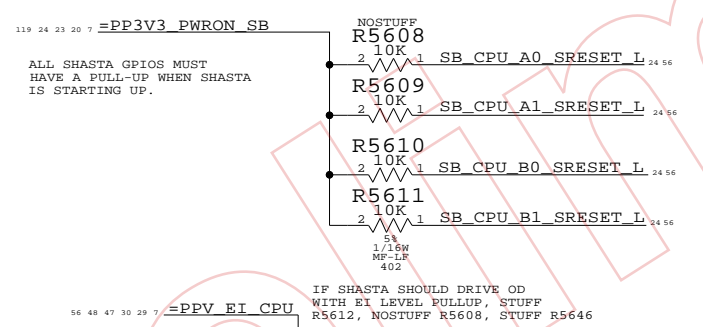 NOSTUFF
119 24 23 20 7 =PP3V3_PWRON_SB
R5608
10K
2 1 SB_CPU_A0_SRESET_L 24 56
ALL SHASTA GPIOS MUST
HAVE A PULL-UP WHEN SHASTA
IS STARTING UP.
R5609
10K
2 1 SB_CPU_A1_SRESET_L 24 56
R5610
10K
2 1 SB_CPU_B0_SRESET_L 24 56
R5611
10K
2 1 SB_CPU_B1_SRESET_L 24 56
5%
1/16W
MF-LF
402
56 48 47 30 29 7 =PPV_EI_CPU
IF SHASTA SHOULD DRIVE OD
WITH EI LEVEL PULLUP, STUFF
R5612, NOSTUFF R5608, STUFF R5646